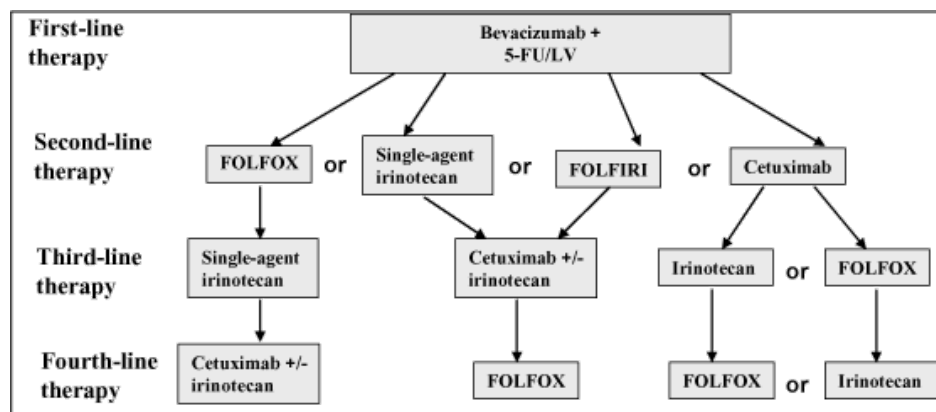 First-line
therapy
Bevacizumab +
5-FU/LV
Second-line
therapy
FOLFOX
or
Single-agent
irinotecan
or
FOLFIRI
or
Cetuximab
Third-line
therapy
Single-agent
irinotecan
Cetuximab +/-
irinotecan
Irinotecan
or
FOLFOX
Fourth-line
therapy
Cetuximab +/-
irinotecan
FOLFOX
FOLFOX
or
Irinotecan